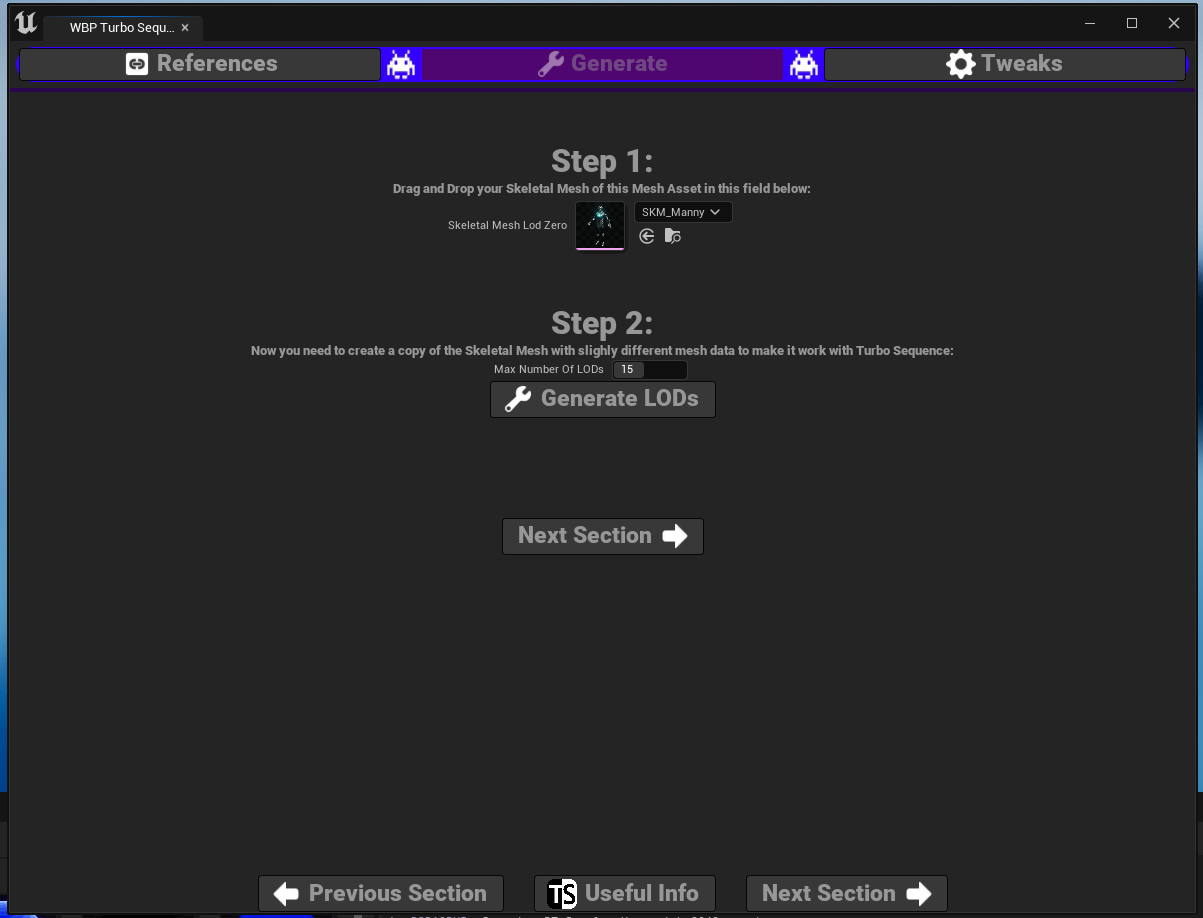 WBP Turbo Sequ...
References
Generate
Tweaks
Step 1:
Drag and Drop your Skeletal Mesh of this Mesh Asset in this field below:
Skeletal Mesh Lod Zero
SKM_Manny
Step 2:
Now you need to create a copy of the Skeletal Mesh with slighly different mesh data to make it work with Turbo Sequence:
Max Number Of LODs 15
Generate LODs
Next Section
Previous Section
TS Useful Info
Next Section